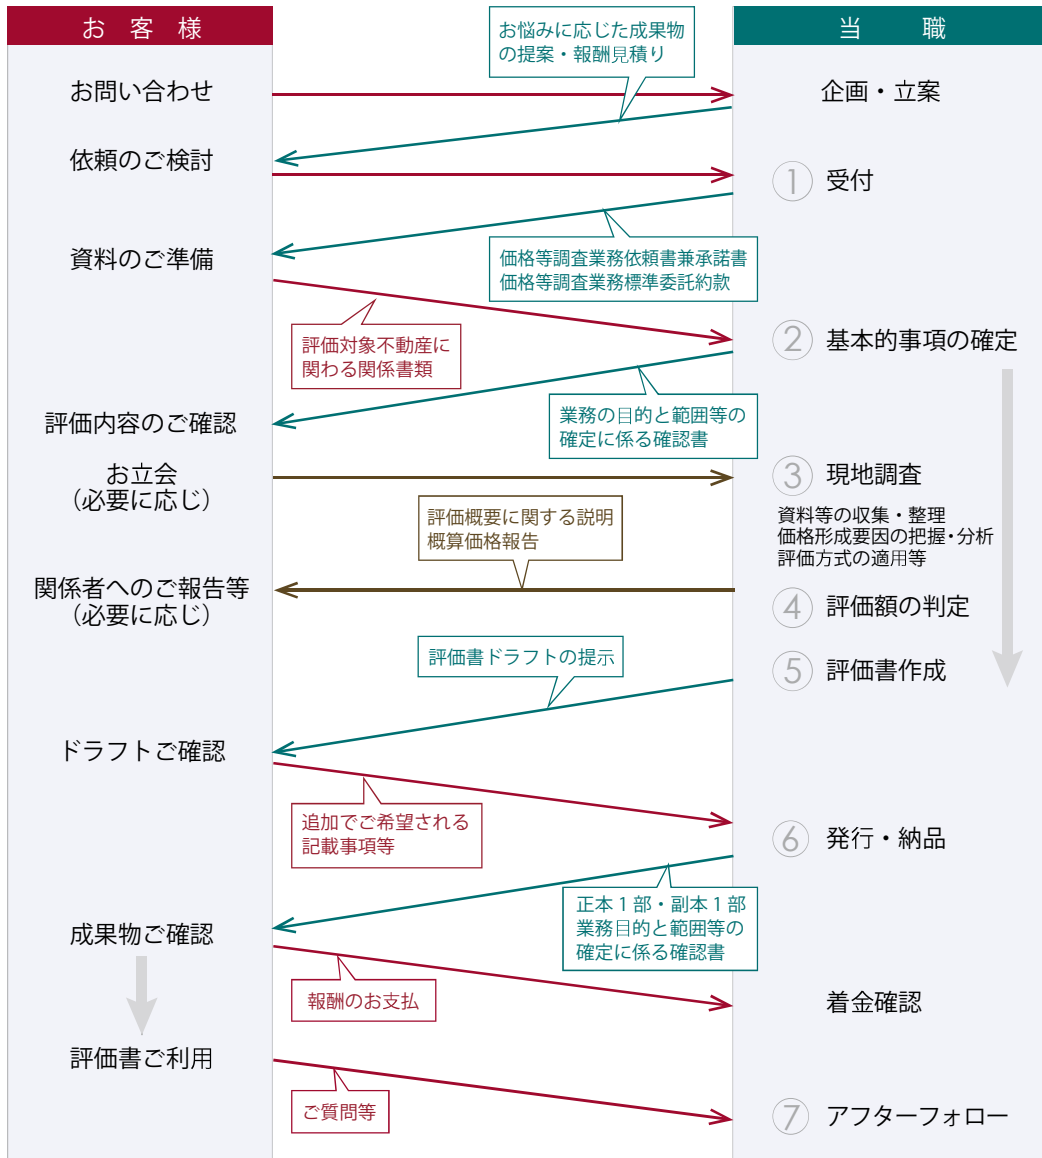 お客様
当職
お悩みに応じた成果物
の提案・報酬見積り
お問い合わせ
企画・立案
依頼のご検討
① 受付
価格等調査業務依頼書兼承諾書
価格等調査業務標準委託約款
資料のご準備
評価対象不動産に
関わる関係書類
② 基本的事項の確定
業務の目的と範囲等の
確定に係る確認書
評価内容のご確認
お立会
（必要に応じ）
③ 現地調査
資料等の収集・整理
価格形成要因の把握・分析
評価方式の適用等
評価概要に関する説明
概算価格報告
関係者へのご報告等
（必要に応じ）
④ 評価額の判定
評価書ドラフトの提示
⑤ 評価書作成
ドラフトご確認
追加でご希望される
記載事項等
⑥ 発行・納品
正本１部・副本１部
業務目的と範囲等の
確定に係る確認書
成果物ご確認
報酬のお支払
着金確認
評価書ご利用
ご質問等
⑦ アフターフォロー